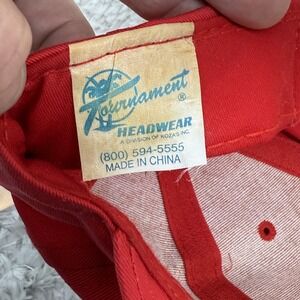 Tournament ®
HEADWEAR
A DIVISION OF KOZAS INC.
(800) 594-5555
MADE IN CHINA